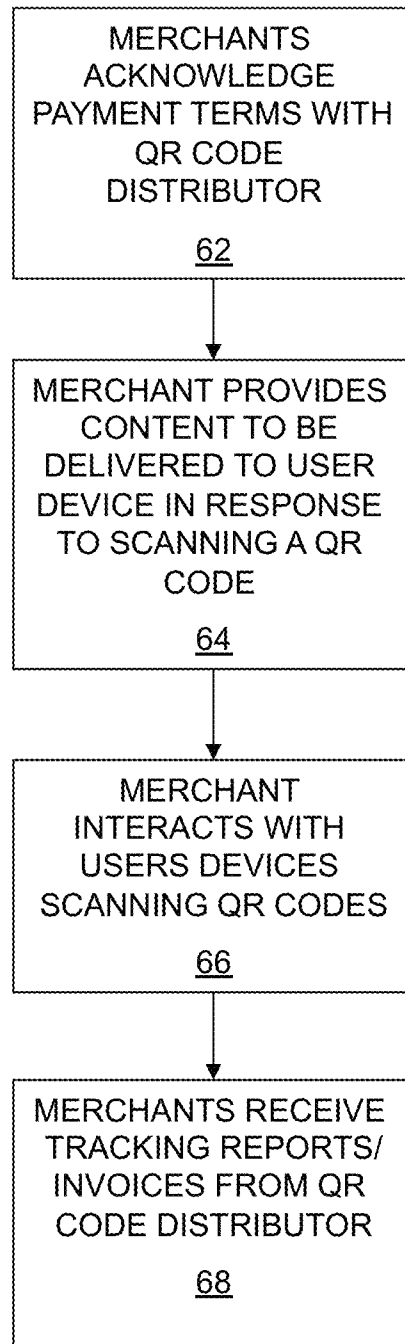 MERCHANTS
ACKNOWLEDGE
PAYMENT TERMS WITH
QR CODE
DISTRIBUTOR
62
MERCHANT PROVIDES
CONTENT TO BE
DELIVERED TO USER
DEVICE IN RESPONSE
TO SCANNING A QR
CODE
64
MERCHANT
INTERACTS WITH
USERS DEVICES
SCANNING QR CODES
66
MERCHANTS RECEIVE
TRACKING REPORTS/
INVOICES FROM QR
CODE DISTRIBUTOR
68